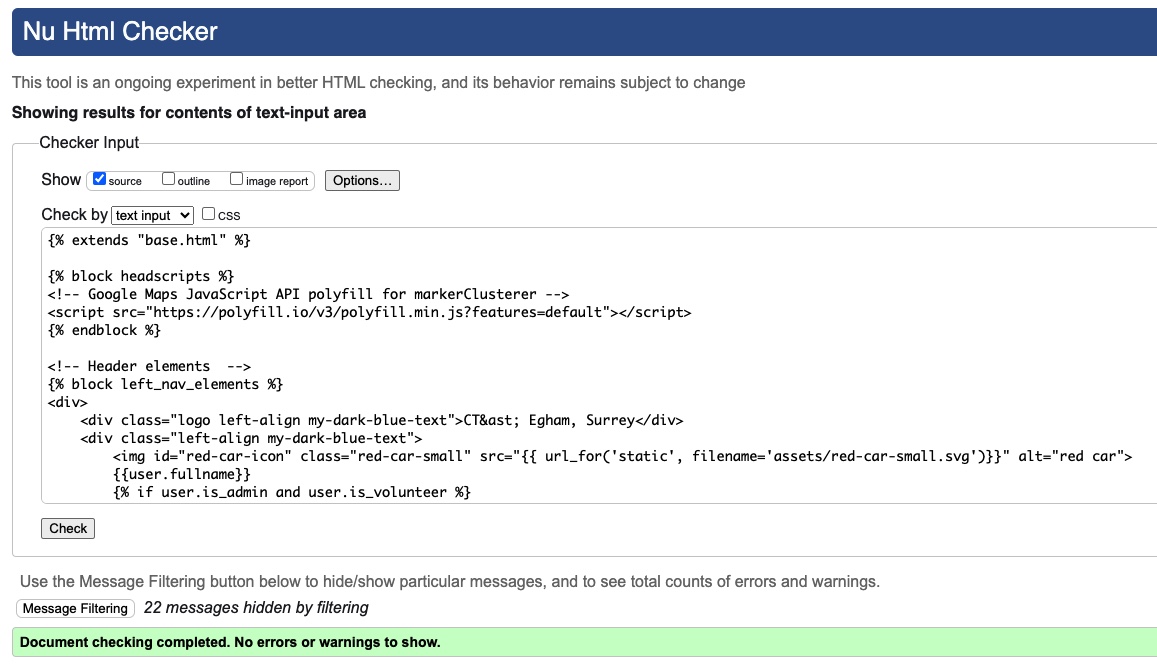 Nu Html Checker
This tool is an ongoing experiment in better HTML checking, and its behavior remains subject to change
Showing results for contents of text-input area
Checker Input
Show source outline image report Options...
Check by text input css
{% extends "base.html" %}
{% block headscripts %}
<!-- Google Maps JavaScript API polyfill for markerClusterer -->
<script src="https://polyfill.io/v3/polyfill.min.js?features=default"></script>
{% endblock %}
<!-- Header elements  -->
{% block left_nav_elements %}
<div>
    <div class="logo left-align my-dark-blue-text">CT&ast; Egham, Surrey</div>
    <div class="left-align my-dark-blue-text">
        <img id="red-car-icon" class="red-car-small" src="{{ url_for('static', filename='assets/red-car-small.svg')}}" alt="red car">
        {{user.fullname}}
        {% if user.is_admin and user.is_volunteer %}
Check
Use the Message Filtering button below to hide/show particular messages, and to see total counts of errors and warnings.
Message Filtering 22 messages hidden by filtering
Document checking completed. No errors or warnings to show.